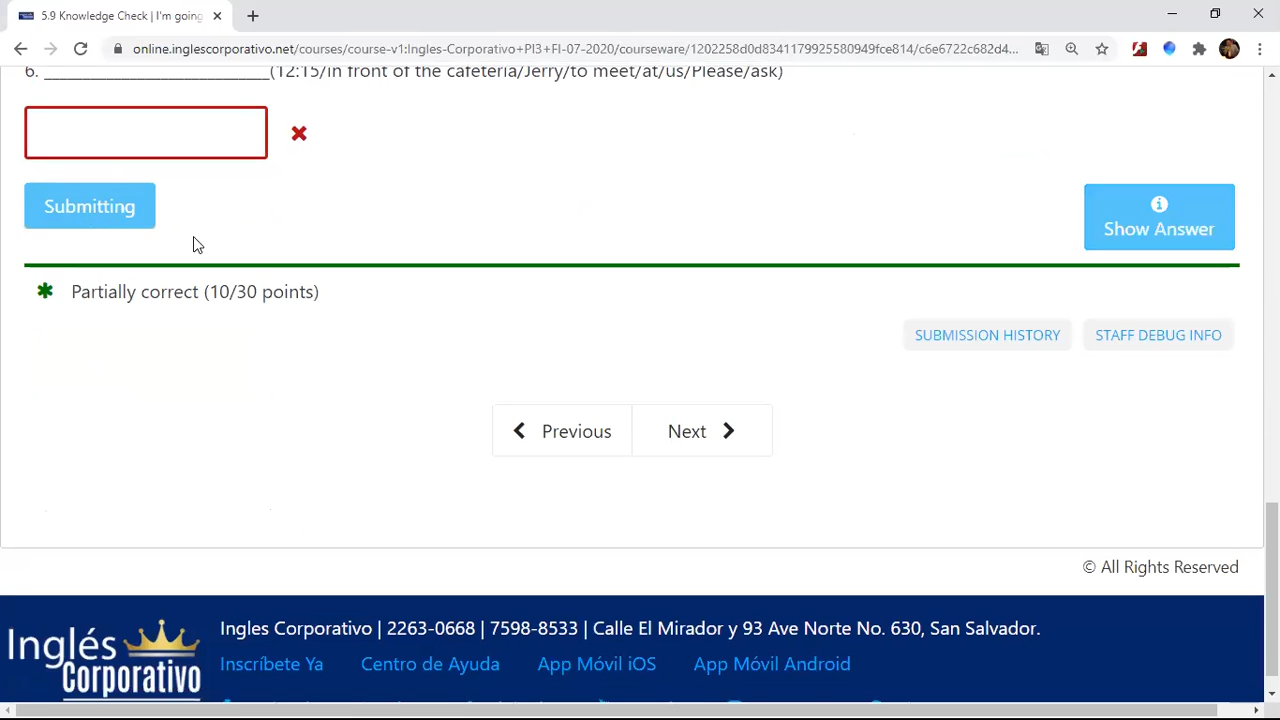 5.9 Knowledge Check | I'm going
online.inglescorporativo.net/courses/course-v1:Ingles-Corporativo+PI3+FI-07-2020/courseware/1202258d0d8341179925580949fce814/c6e6722c682d4...
6. ____________________________(12:15/in front of the cafeteria/Jerry/to meet/at/us/Please/ask)
Submitting
Show Answer
Partially correct (10/30 points)
SUBMISSION HISTORY STAFF DEBUG INFO
Previous Next
© All Rights Reserved
Inglés Corporativo
Ingles Corporativo | 2263-0668 | 7598-8533 | Calle El Mirador y 93 Ave Norte No. 630, San Salvador.
Inscríbete Ya Centro de Ayuda App Móvil iOS App Móvil Android